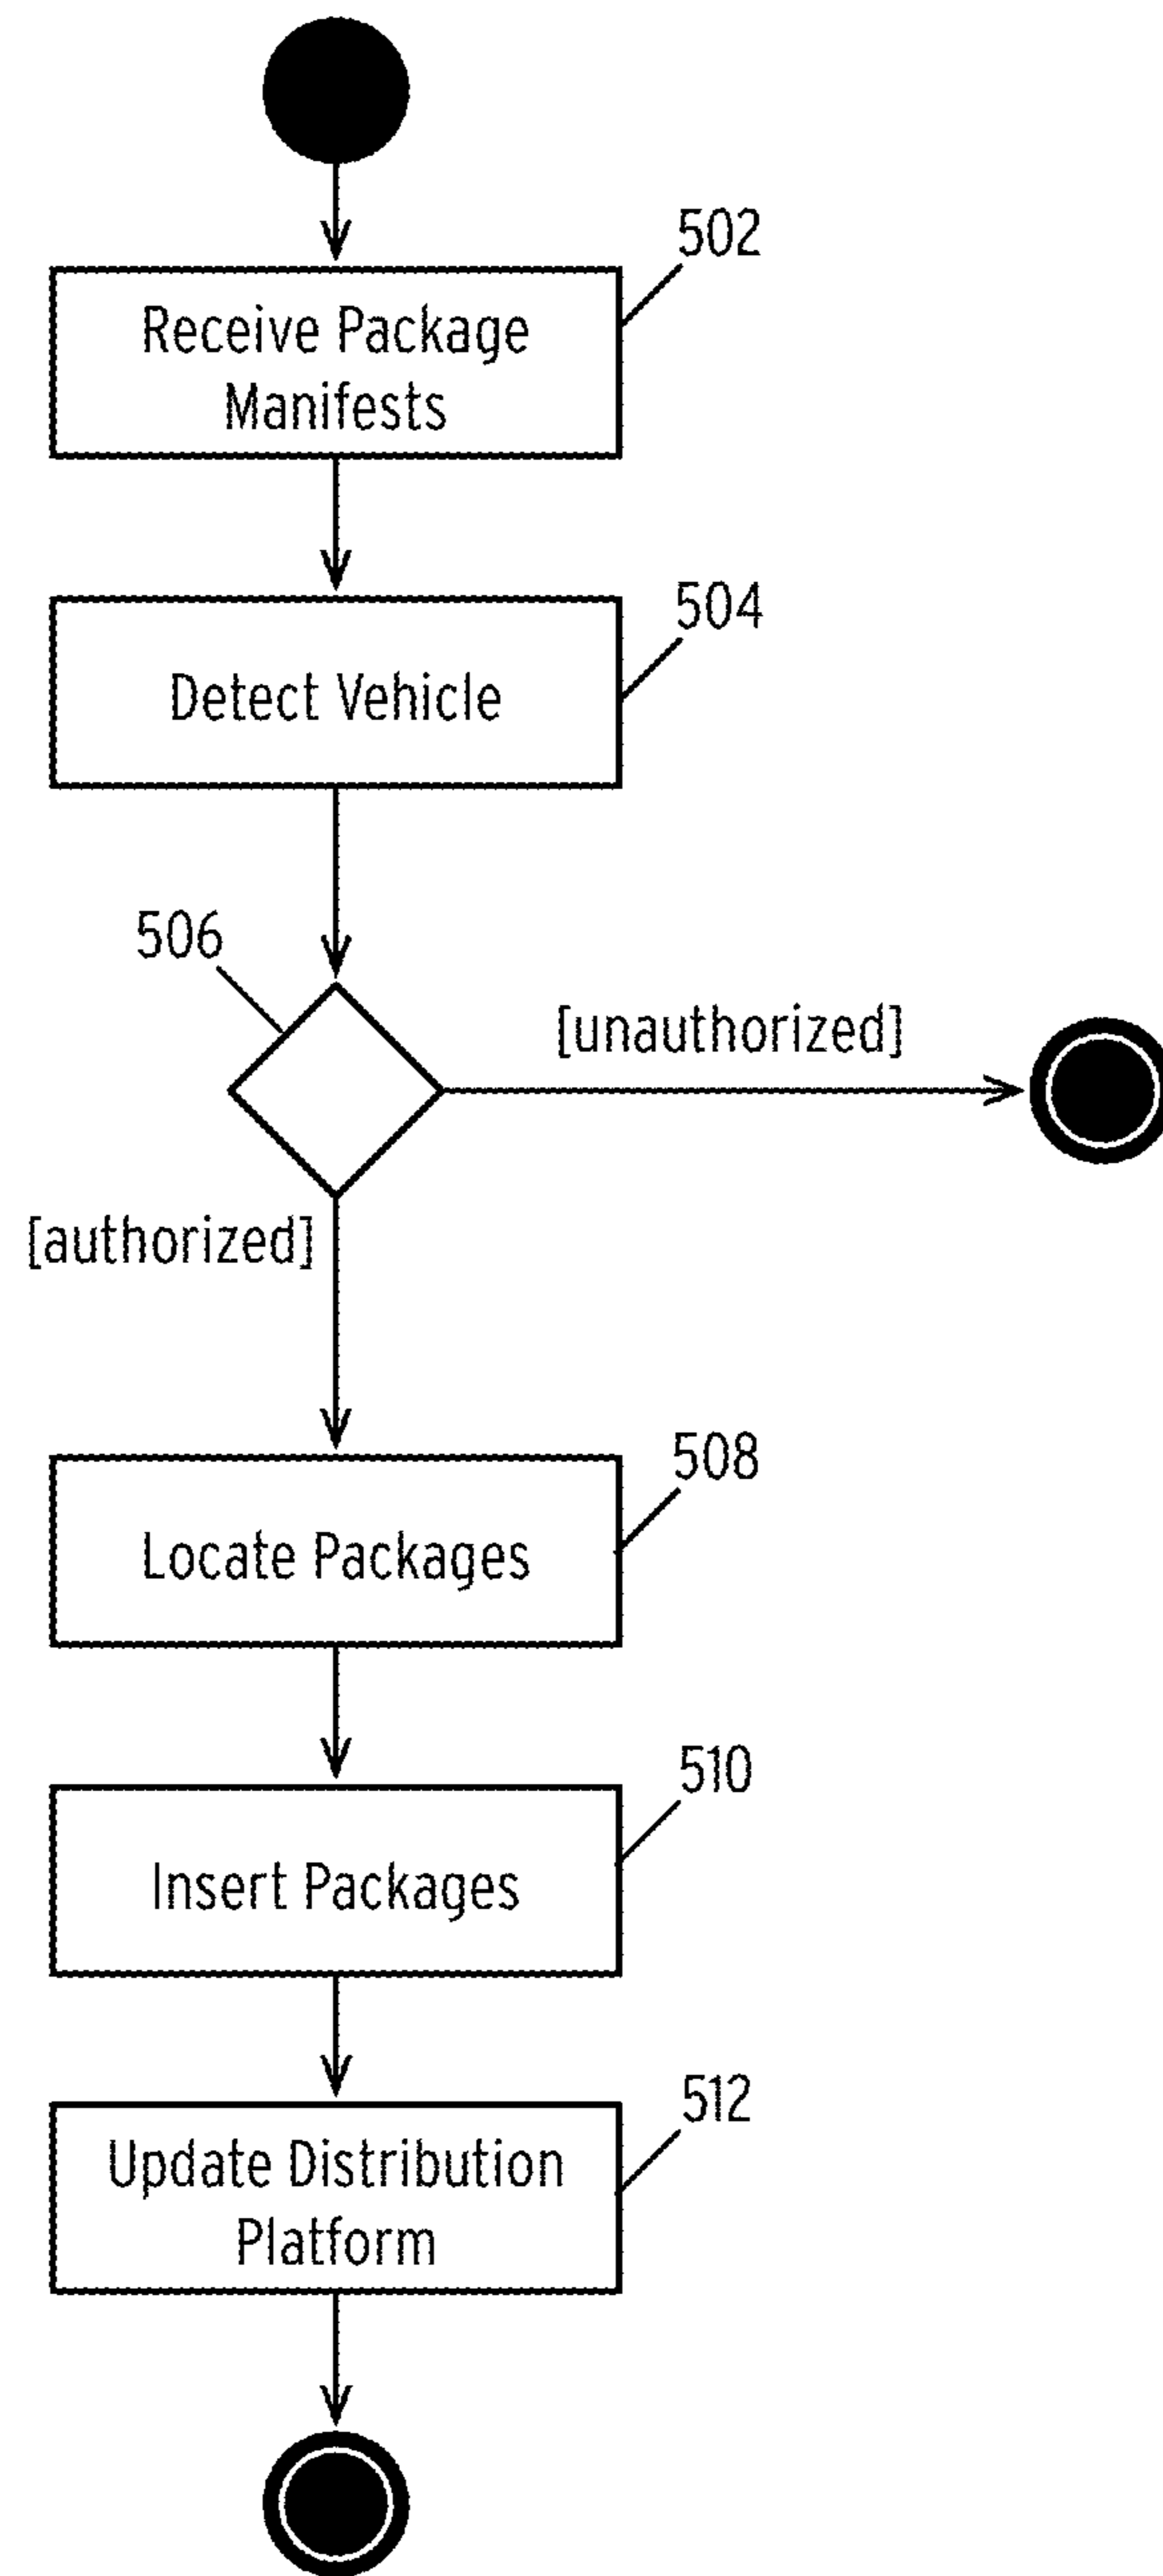 502
Receive Package
Manifests
504
Detect Vehicle
506
[unauthorized]
[authorized]
508
Locate Packages
510
Insert Packages
512
Update Distribution
Platform